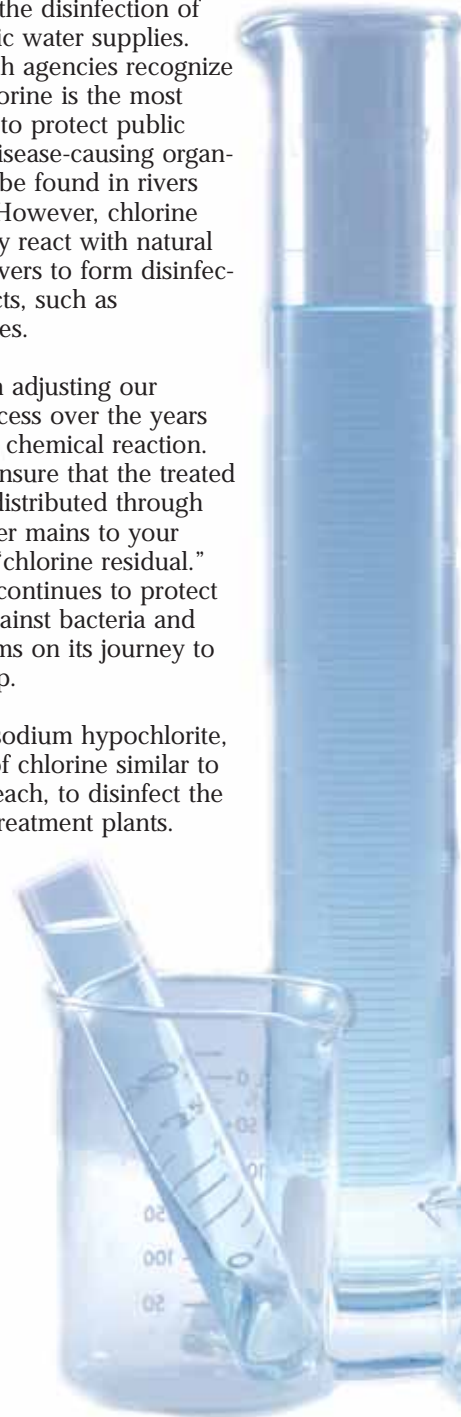 the disinfection of
ic water supplies.
h agencies recognize
orine is the most
to protect public
isease-causing organ-
be found in rivers
However, chlorine
y react with natural
vers to form disinfec-
cts, such as
es.
n adjusting our
cess over the years
chemical reaction.
nsure that the treated
distributed through
er mains to your
“chlorine residual.”
continues to protect
ainst bacteria and
ms on its journey to
p.
sodium hypochlorite,
of chlorine similar to
each, to disinfect the
reatment plants.
50
100
50